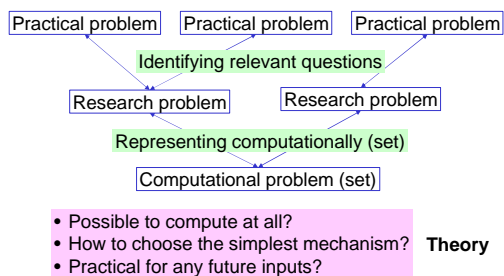 Practical problem Practical problem Practical problem
Identifying relevant questions
Research problem Research problem
Representing computationally (set)
Computational problem (set)
• Possible to compute at all?
• How to choose the simplest mechanism? Theory
• Practical for any future inputs?